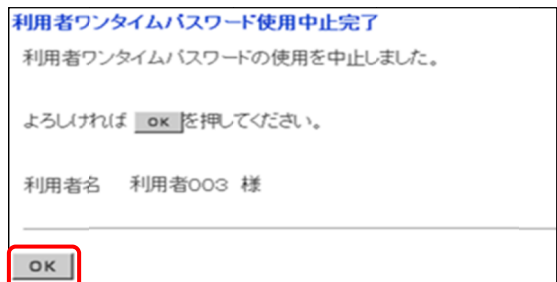 利用者ワンタイムパスワード使用中止完了
利用者ワンタイムパスワードの使用を中止しました。
よろしければ OK を押してください。
利用者名 利用者003 様
OK